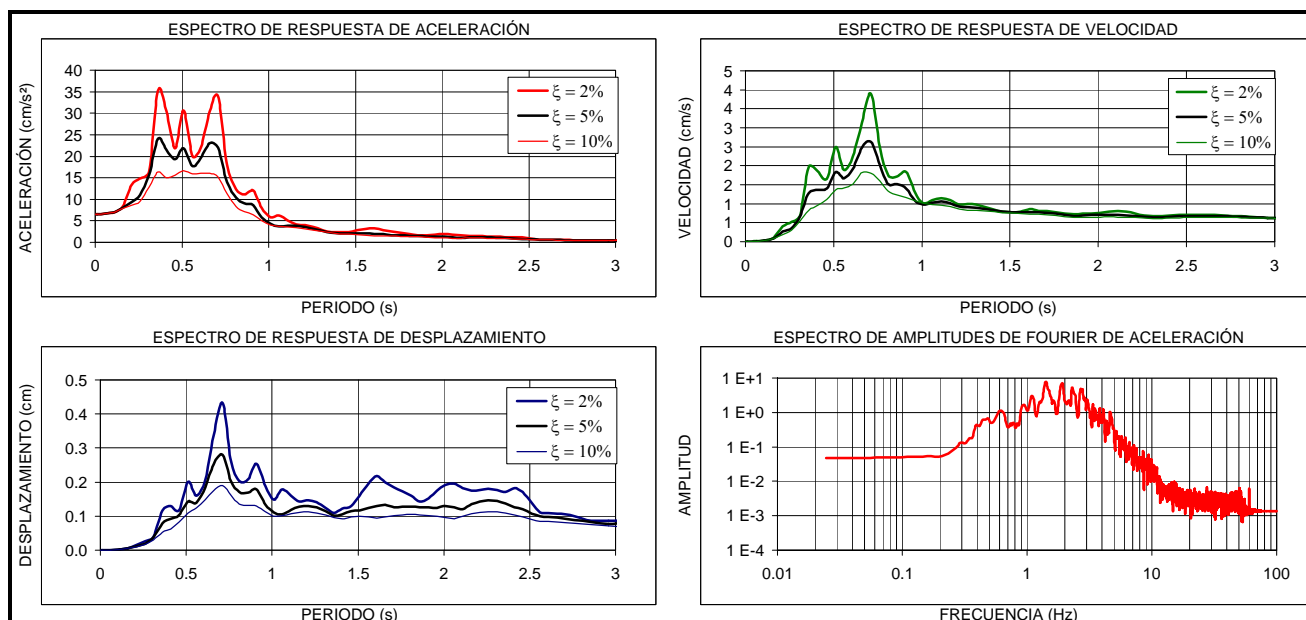 ESPECTRO DE RESPUESTA DE ACELERACIÓN
ACELERACIÓN (cm/s²)
40
35
30
25
20
15
10
5
0
0 0.5 1 1.5 2 2.5 3
PERIODO (s)
ξ = 2%
ξ = 5%
ξ = 10%
ESPECTRO DE RESPUESTA DE VELOCIDAD
VELOCIDAD (cm/s)
5
4
4
3
3
2
2
1
1
0
0 0.5 1 1.5 2 2.5 3
PERIODO (s)
ξ = 2%
ξ = 5%
ξ = 10%
ESPECTRO DE RESPUESTA DE DESPLAZAMIENTO
DESPLAZAMIENTO (cm)
0.5
0.4
0.3
0.2
0.1
0.0
0 0.5 1 1.5 2 2.5 3
PERIODO (s)
ξ = 2%
ξ = 5%
ξ = 10%
ESPECTRO DE AMPLITUDES DE FOURIER DE ACELERACIÓN
AMPLITUD
1 E+1
1 E+0
1 E-1
1 E-2
1 E-3
1 E-4
0.01 0.1 1 10 100
FRECUENCIA (Hz)